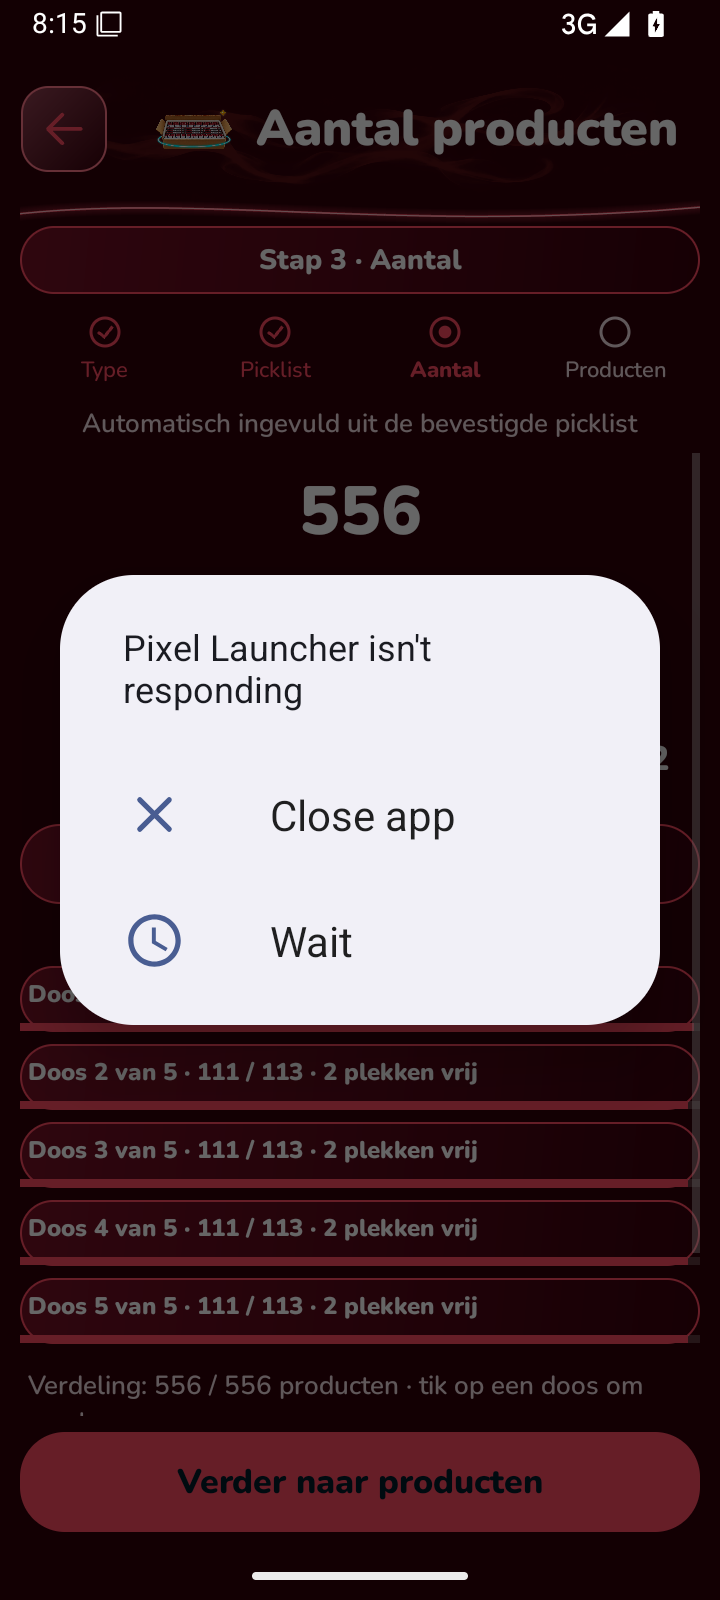 8:15
3G
Aantal producten
Stap 3 · Aantal
Type
Picklist
Aantal
Producten
Automatisch ingevuld uit de bevestigde picklist
556
Pixel Launcher isn't
responding
Close app
Wait
Doos 2 van 5 · 111 / 113 · 2 plekken vrij
Doos 3 van 5 · 111 / 113 · 2 plekken vrij
Doos 4 van 5 · 111 / 113 · 2 plekken vrij
Doos 5 van 5 · 111 / 113 · 2 plekken vrij
Verdeling: 556 / 556 producten · tik op een doos om
Verder naar producten